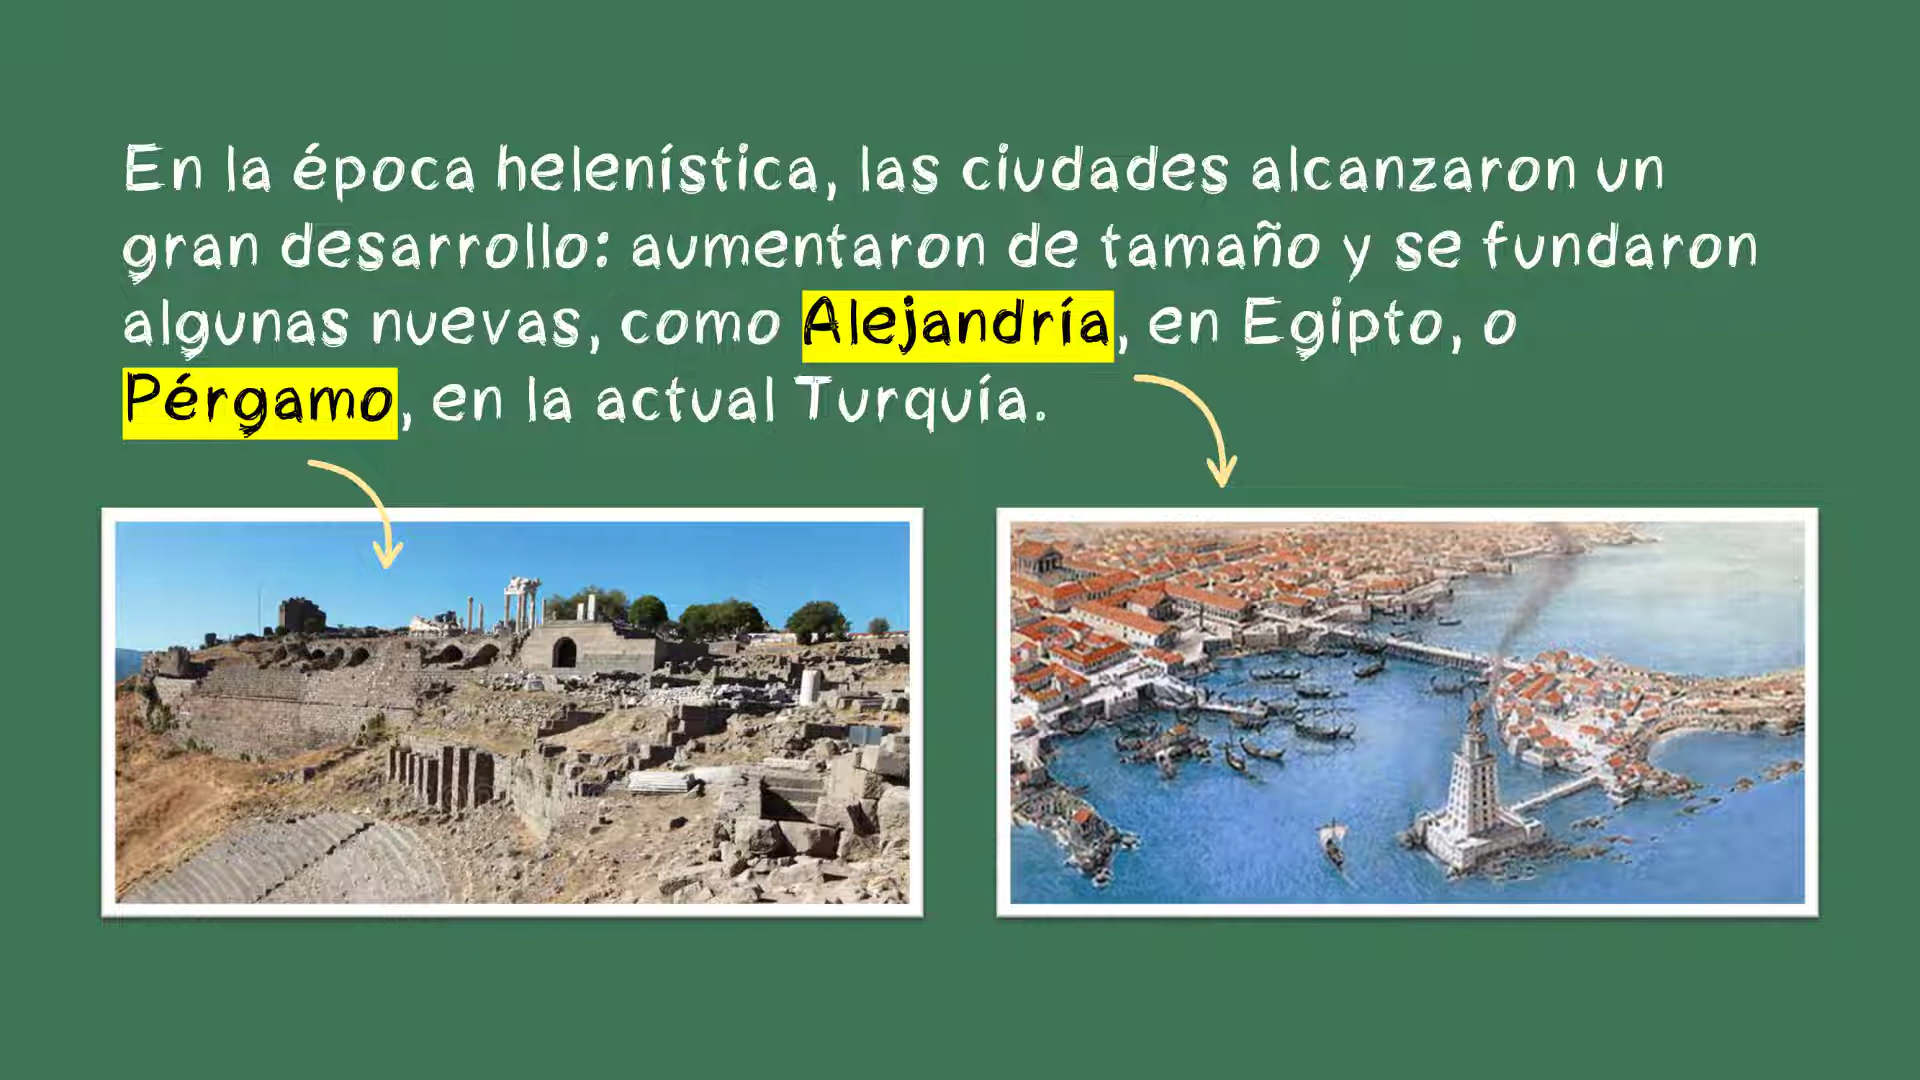 En la época helenística, las ciudades alcanzaron un
gran desarrollo: aumentaron de tamaño y se fundaron
algunas nuevas, como Alejandría, en Egipto, o
Pérgamo, en la actual Turquía.